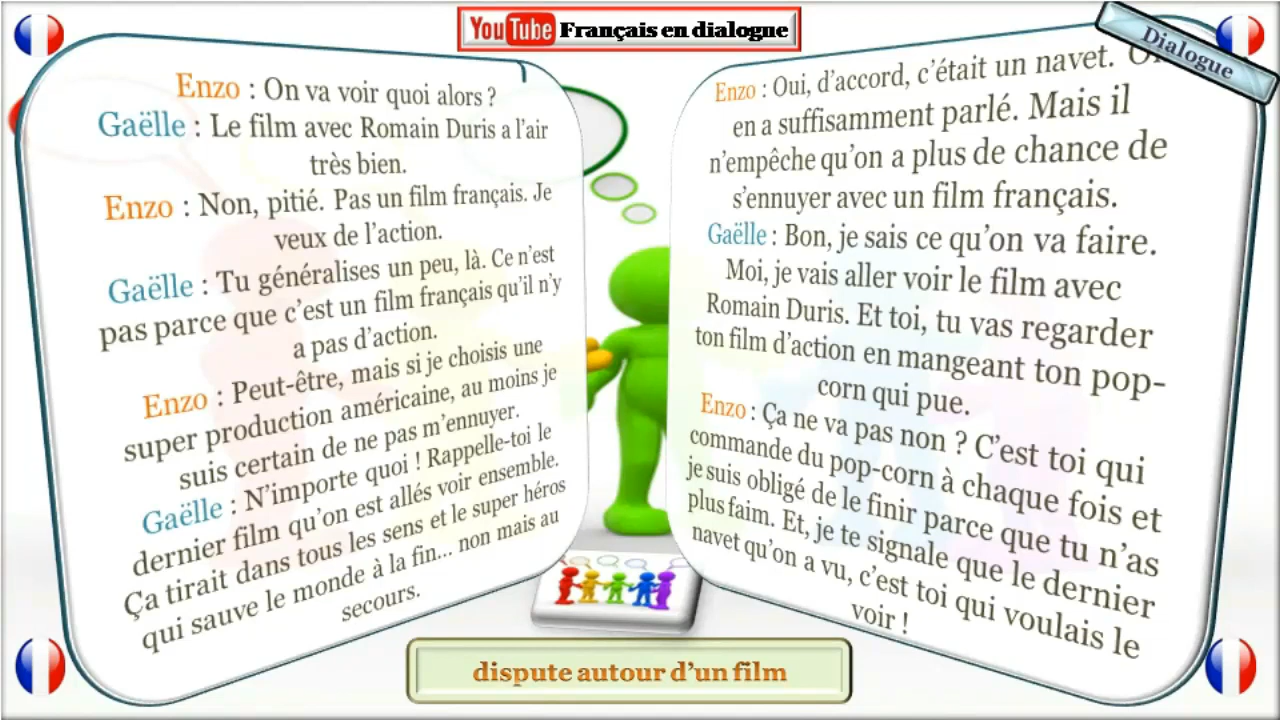 YouTube Français en dialogue
Dialogue
Enzo : On va voir quoi alors ?
Gaëlle : Le film avec Romain Duris a l'air
très bien.
Enzo : Non, pitié. Pas un film français. Je
veux de l'action.
Gaëlle : Tu généralises un peu, là. Ce n'est
pas parce que c'est un film français qu'il n'y
a pas d'action.
Enzo : Peut-être, mais si je choisis une
super production américaine, au moins je
suis certain de ne pas m'ennuyer.
Gaëlle : N'importe quoi ! Rappelle-toi le
dernier film qu'on est allés voir ensemble.
Ça tirait dans tous les sens et le super héros
qui sauve le monde à la fin... non mais au
secours.
Enzo : Oui, d'accord, c'était un navet.
en a suffisamment parlé. Mais il
n'empêche qu'on a plus de chance de
s'ennuyer avec un film français.
Gaëlle : Bon, je sais ce qu'on va faire.
Moi, je vais aller voir le film avec
Romain Duris. Et toi, tu vas regarder
ton film d'action en mangeant ton pop-
corn qui pue.
Enzo : Ça ne va pas non ? C'est toi qui
commande du pop-corn à chaque fois et
je suis obligé de le finir parce que tu n'as
plus faim. Et, je te signale que le dernier
navet qu'on a vu, c'est toi qui voulais le
voir !
dispute autour d'un film